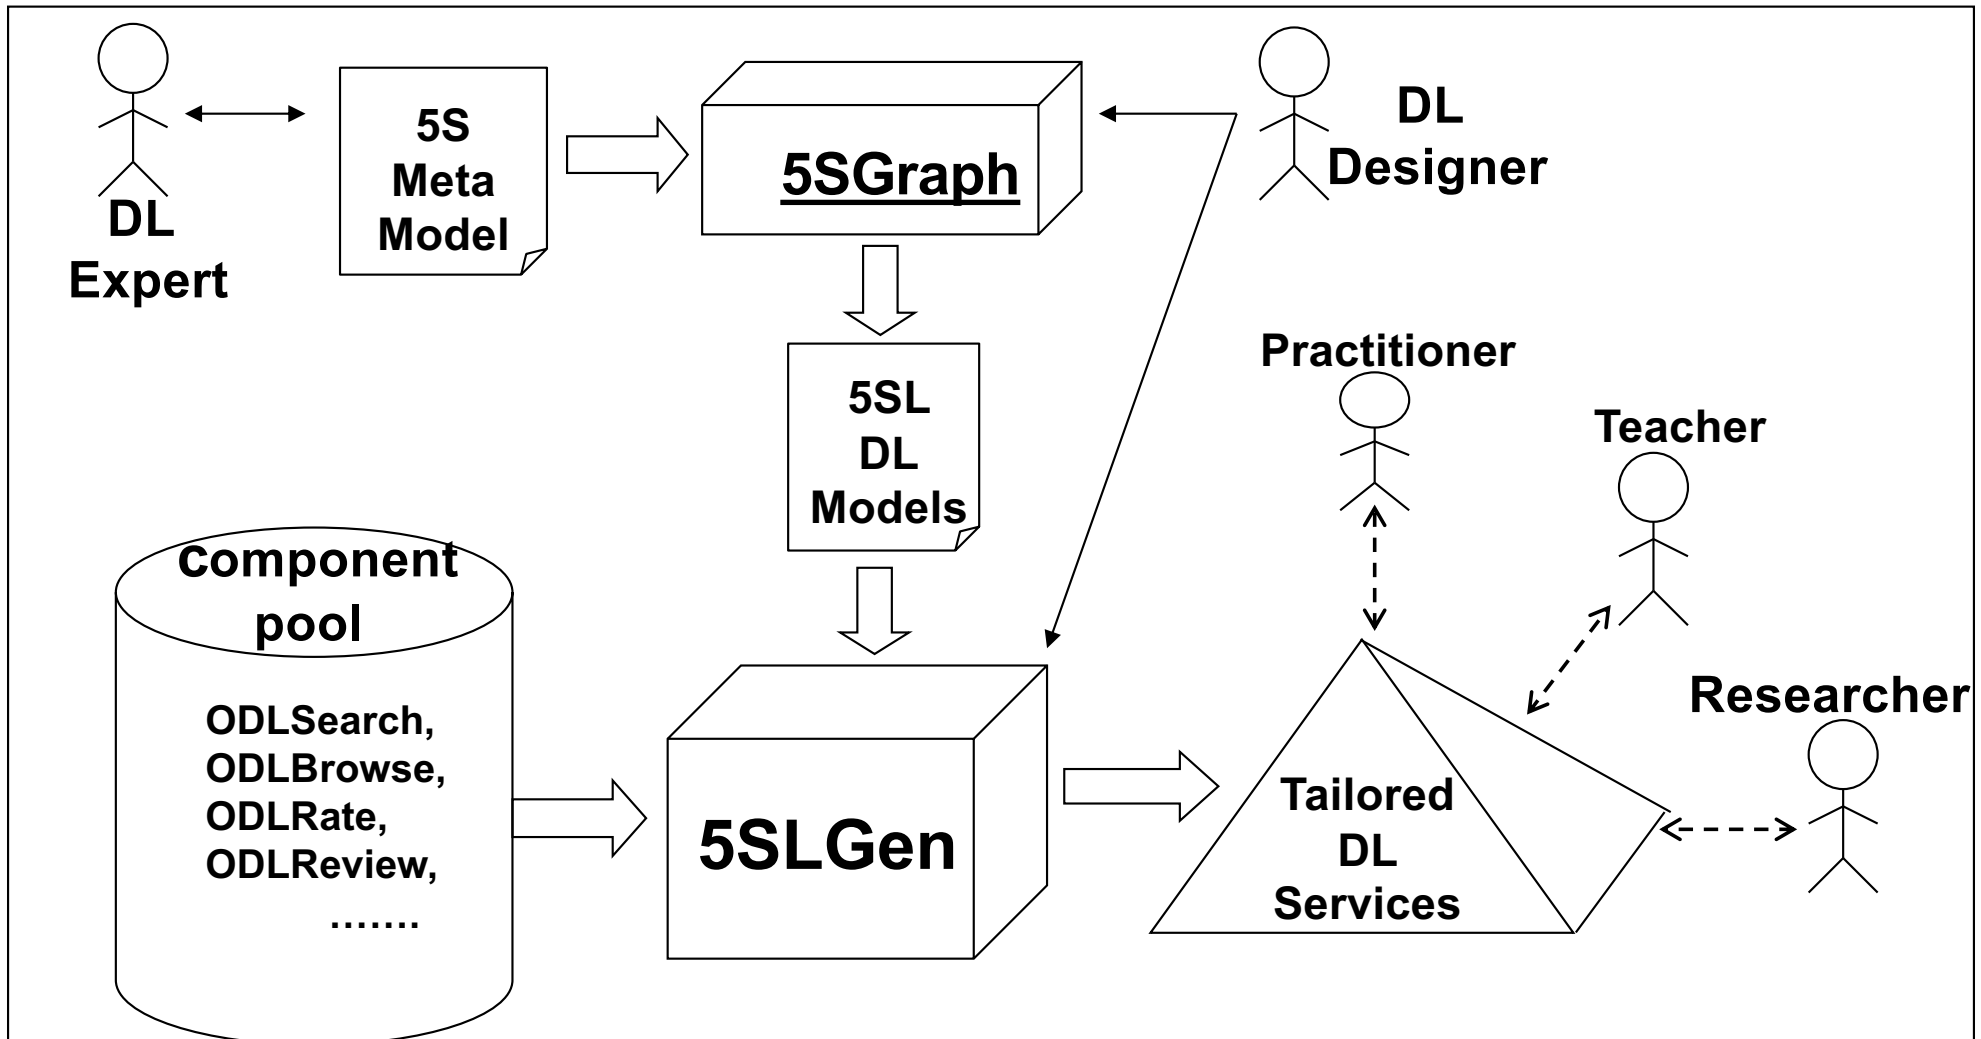 DL
Expert
5S
Meta
Model
5SGraph
DL
Designer
5SL
DL
Models
Practitioner
Teacher
Researcher
component
pool
ODLSearch,
ODLBrowse,
ODLRate,
ODLReview,
.......
5SLGen
Tailored
DL
Services